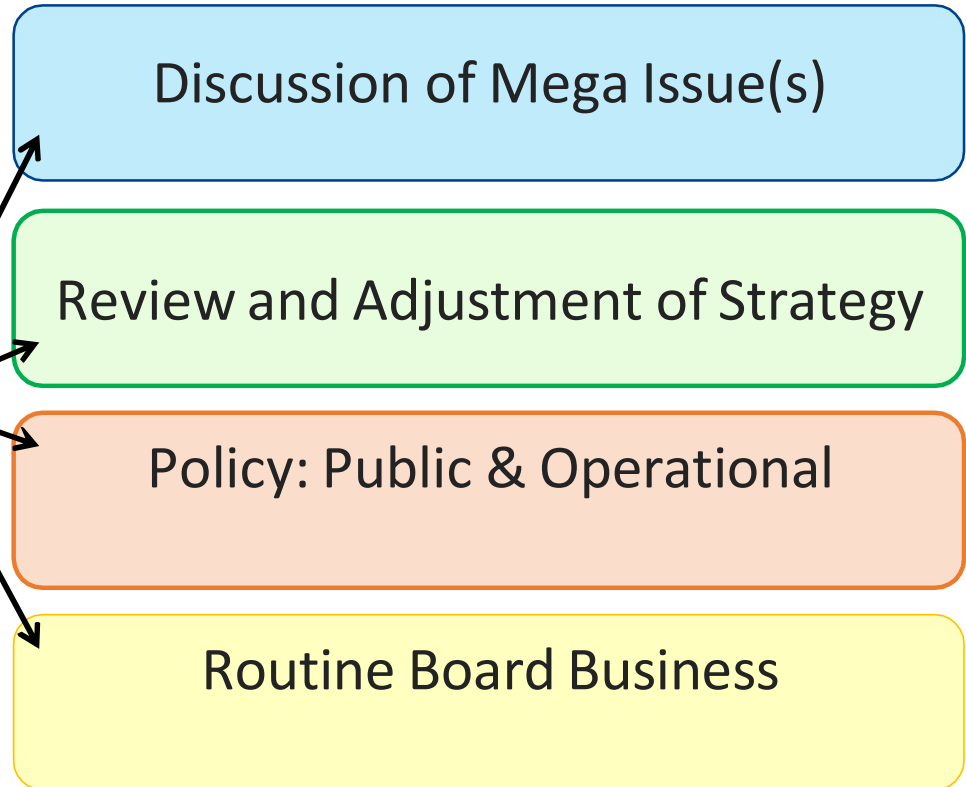 Discussion of Mega Issue(s)
Review and Adjustment of Strategy
Policy: Public & Operational
Routine Board Business